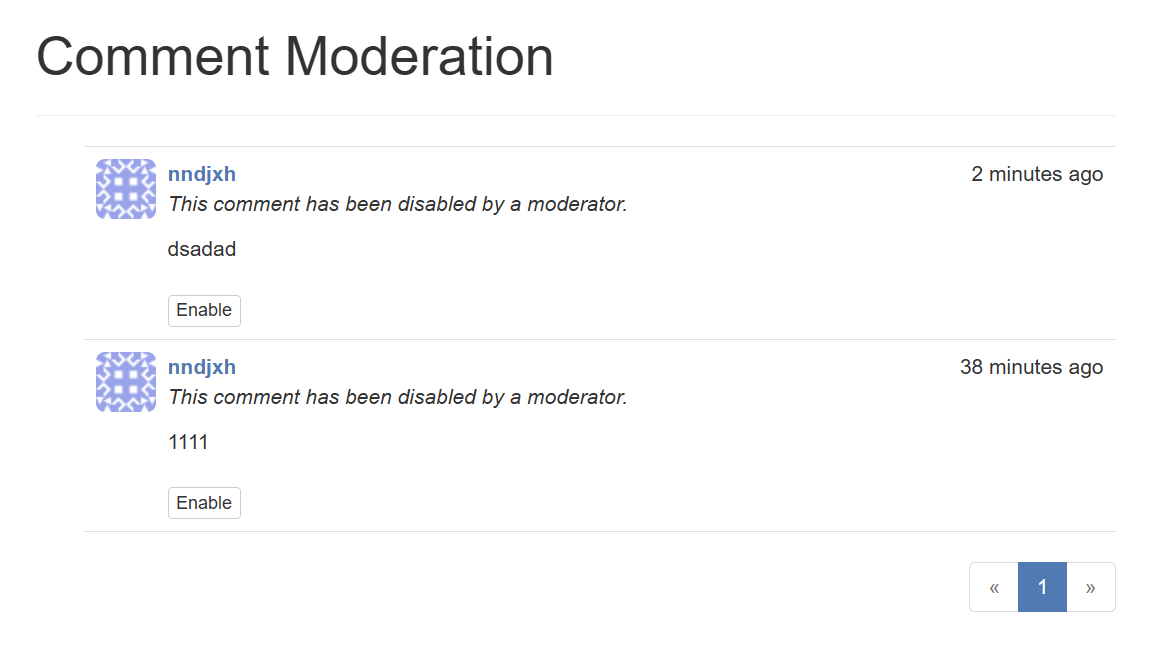 Comment Moderation
nndjxh 2 minutes ago
This comment has been disabled by a moderator.
dsadad
Enable
nndjxh 38 minutes ago
This comment has been disabled by a moderator.
1111
Enable
« 1 »